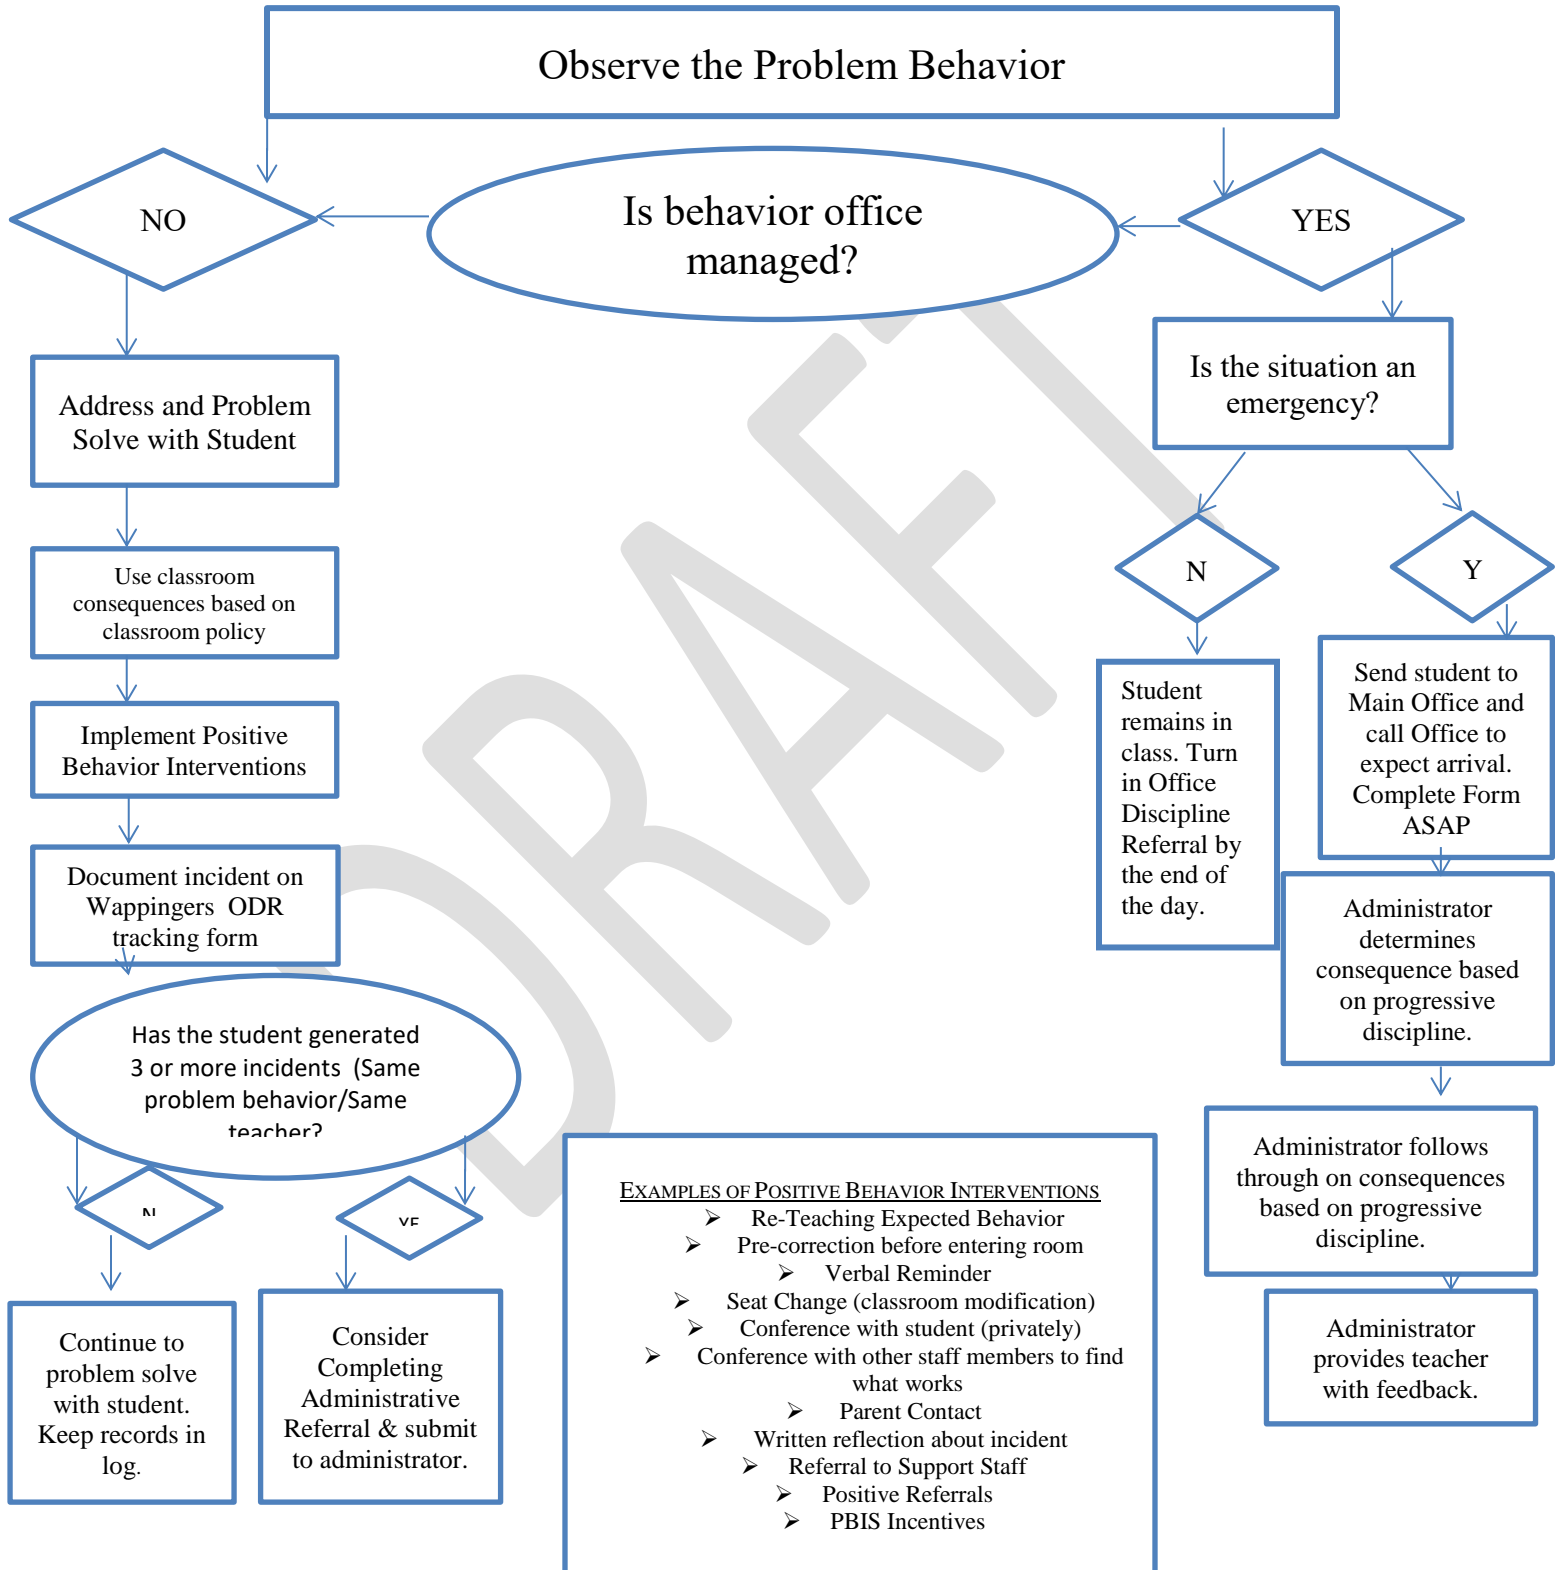 Observe the Problem Behavior
NO
Is behavior office
managed?
YES
Address and Problem
Solve with Student
Is the situation an
emergency?
Use classroom
consequences based on
classroom policy
N
Y
Implement Positive
Behavior Interventions
Student
remains in
class. Turn
in Office
Discipline
Referral by
the end of
the day.
Send student to
Main Office and
call Office to
expect arrival.
Complete Form
ASAP
Document incident on
Wappingers ODR
tracking form
Administrator
determines
consequence based
on progressive
discipline.
Has the student generated
3 or more incidents (Same
problem behavior/Same
teacher?
Administrator follows
through on consequences
based on progressive
discipline.
Continue to
problem solve
with student.
Keep records in
log.
Consider
Completing
Administrative
Referral & submit
to administrator.
EXAMPLES OF POSITIVE BEHAVIOR INTERVENTIONS
➢ Re-Teaching Expected Behavior
➢ Pre-correction before entering room
➢ Verbal Reminder
➢ Seat Change (classroom modification)
➢ Conference with student (privately)
➢ Conference with other staff members to find
what works
➢ Parent Contact
➢ Written reflection about incident
➢ Referral to Support Staff
➢ Positive Referrals
➢ PBIS Incentives
Administrator
provides teacher
with feedback.
DRAFT